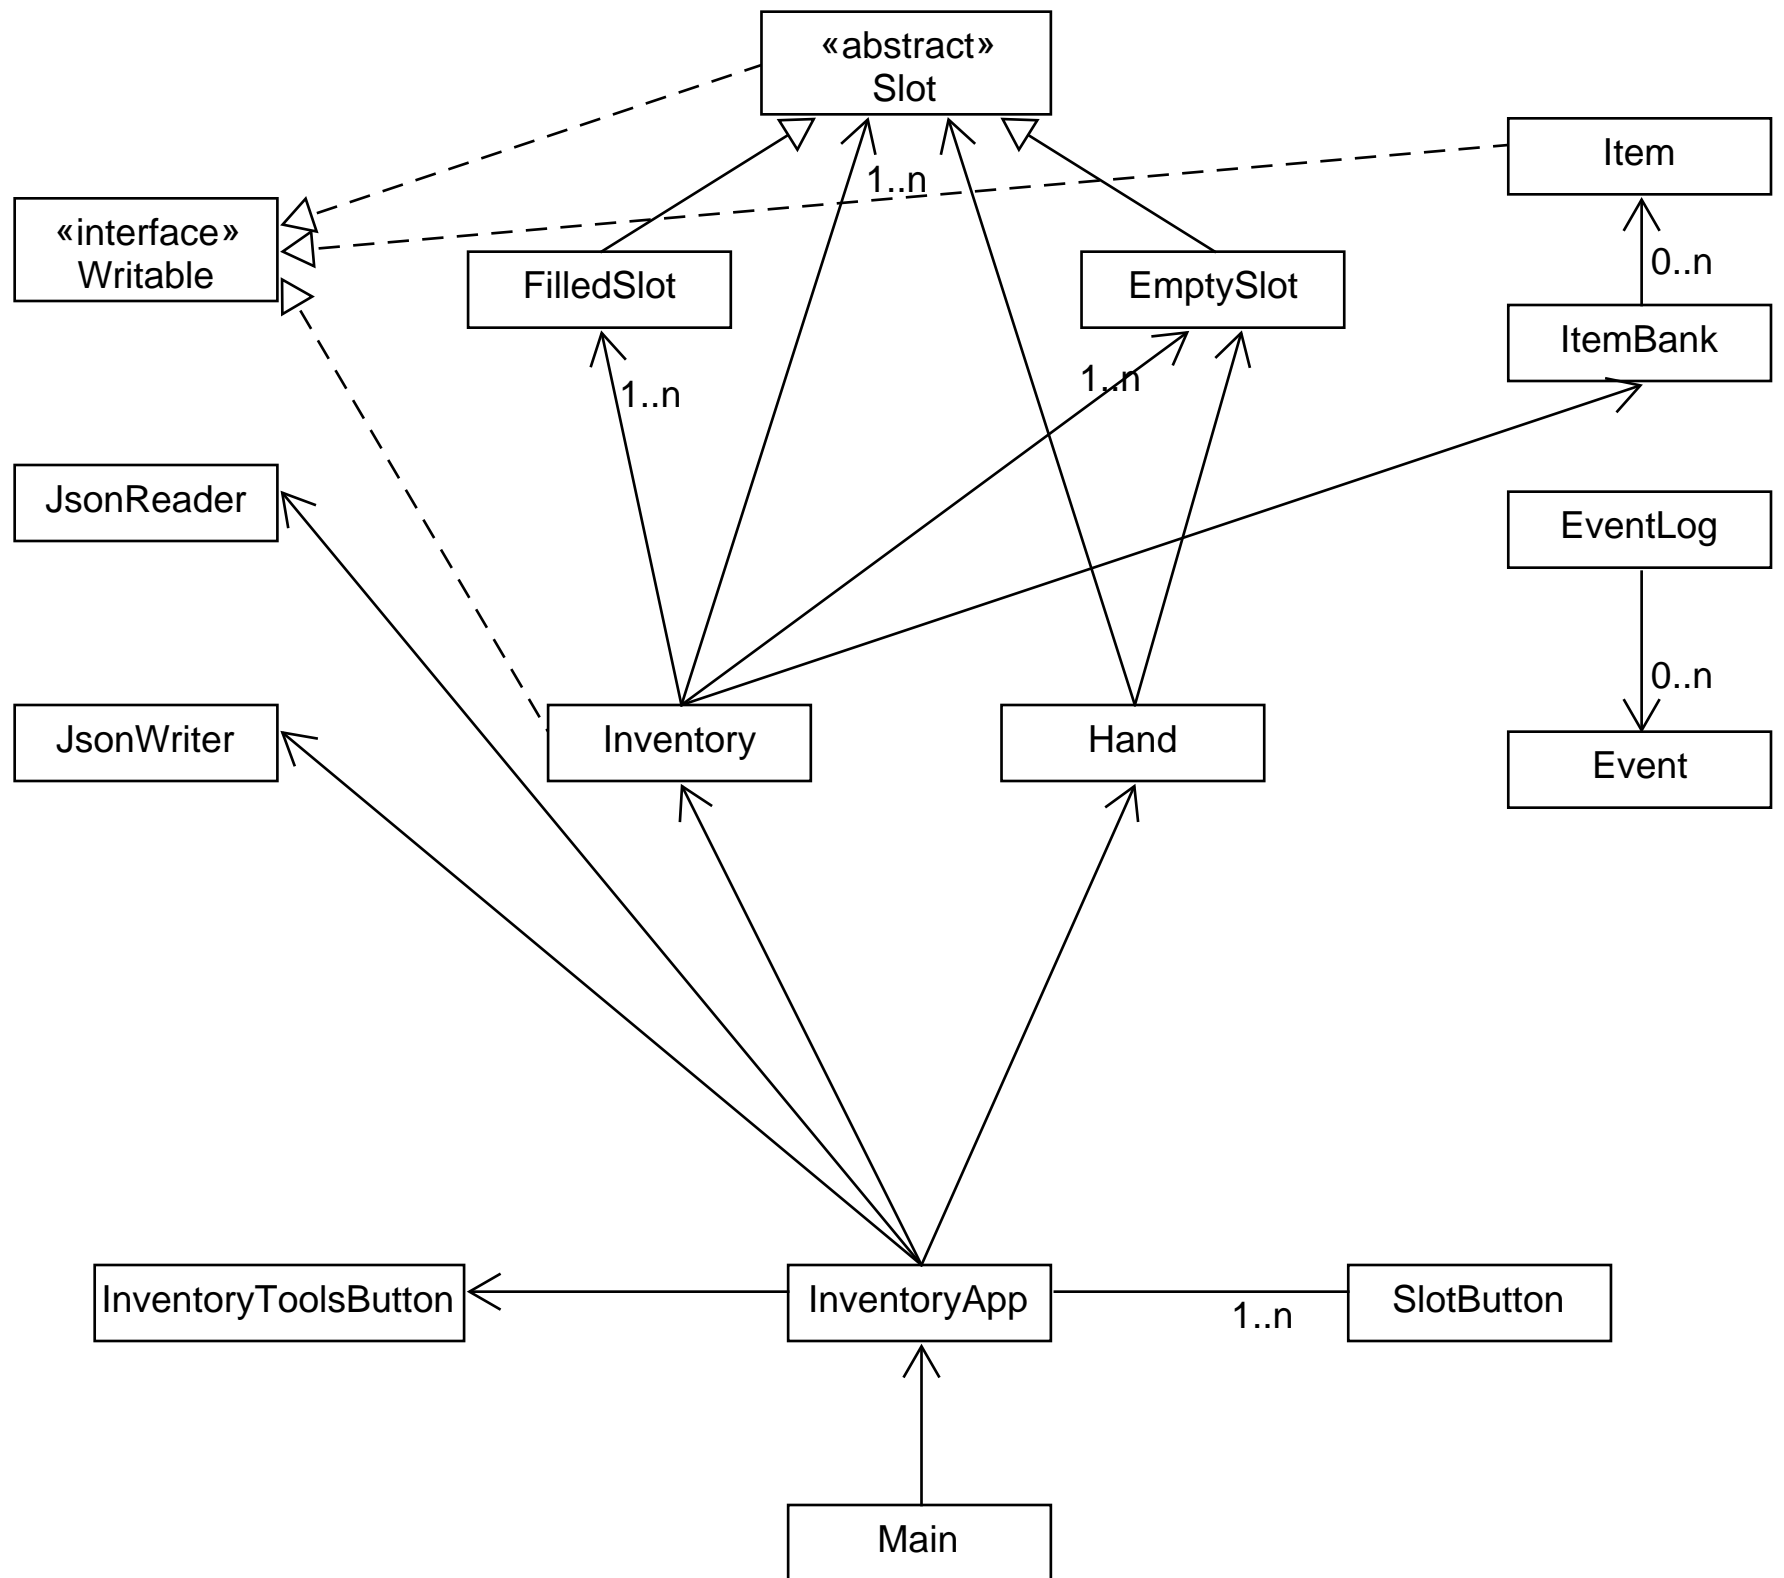 «abstract»
Slot
Item
1..n
«interface»
Writable
FilledSlot
EmptySlot
0..n
ItemBank
1..n
1..n
JsonReader
EventLog
0..n
JsonWriter
Inventory
Hand
Event
InventoryToolsButton
InventoryApp
1..n
SlotButton
Main